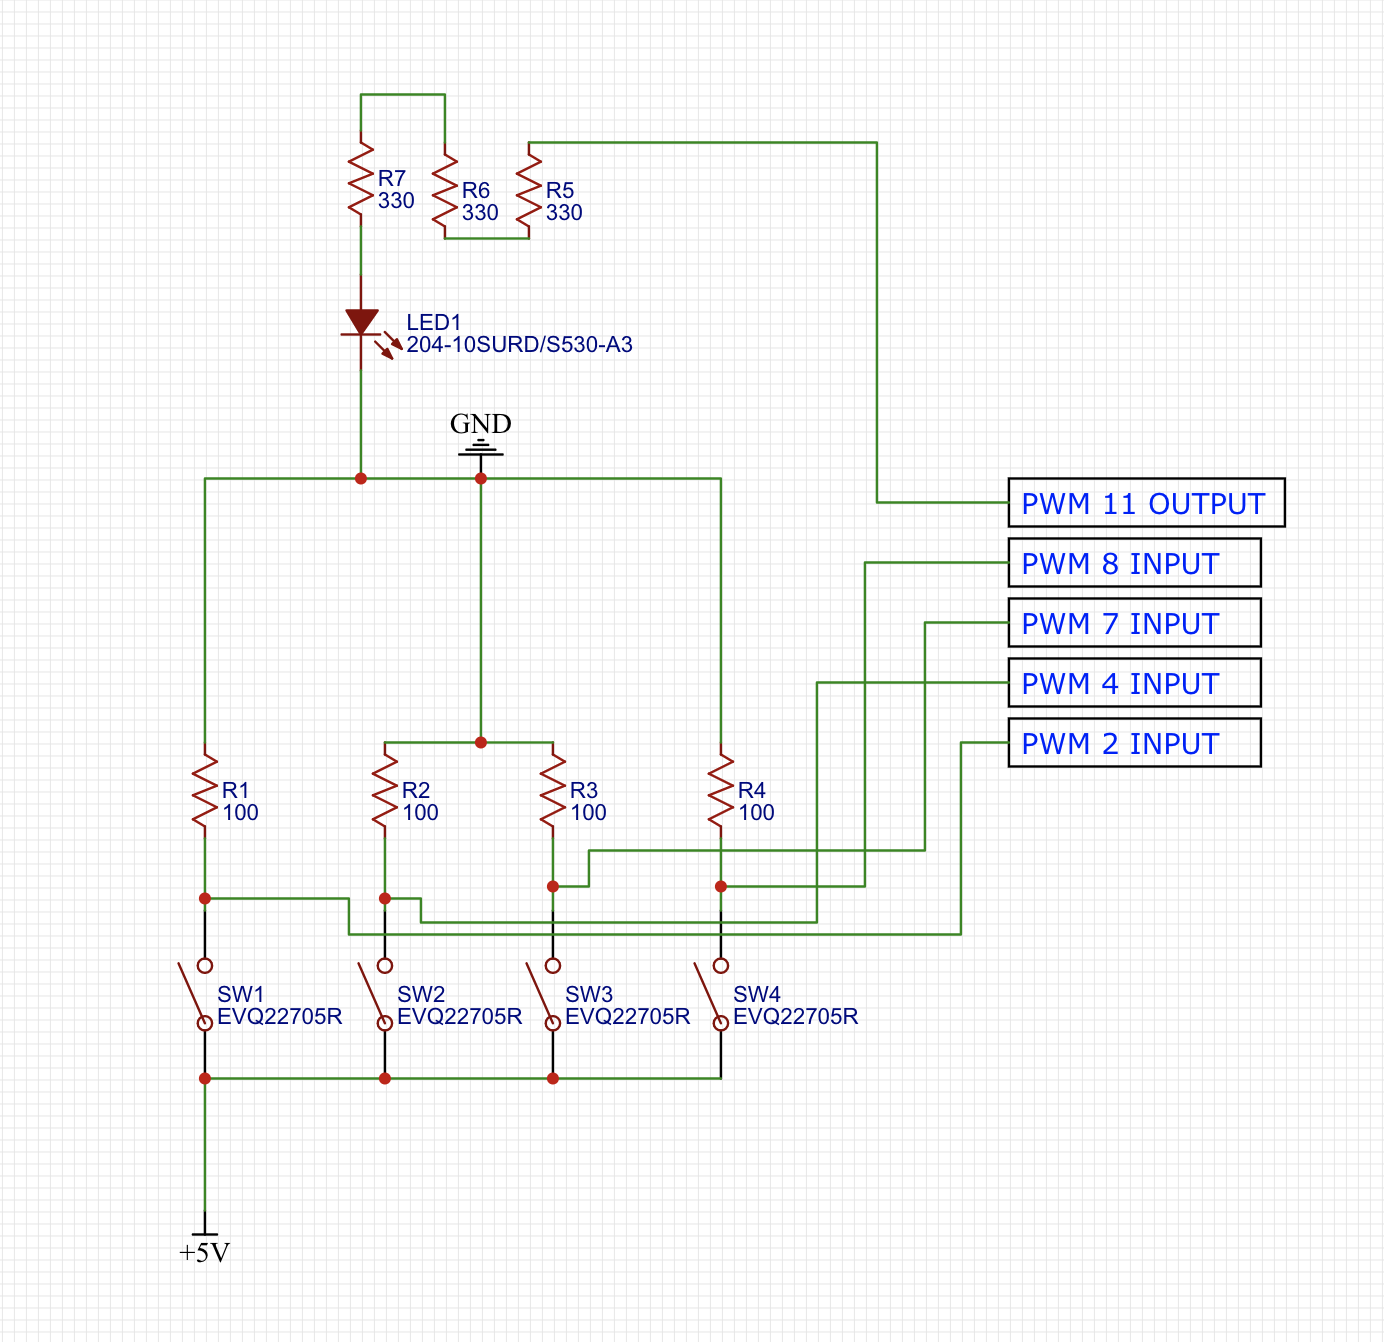 R7
330
R6
330
R5
330
LED1
204-10SURD/S530-A3
GND
PWM 11 OUTPUT
PWM 8 INPUT
PWM 7 INPUT
PWM 4 INPUT
PWM 2 INPUT
R1
100
R2
100
R3
100
R4
100
SW1
EVQ22705R
SW2
EVQ22705R
SW3
EVQ22705R
SW4
EVQ22705R
+5V